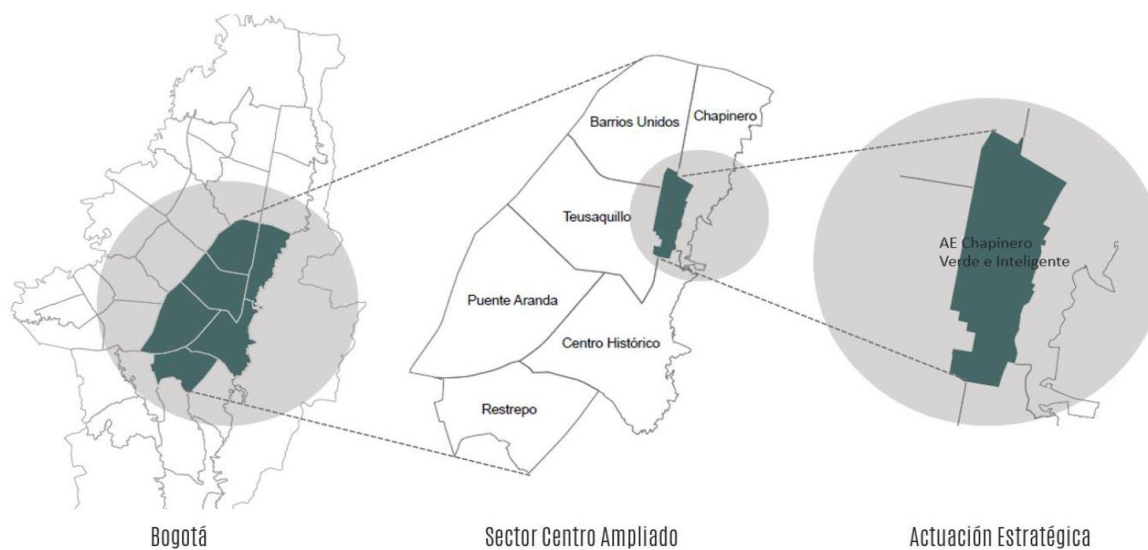 Barrios Unidos
Chapinero
Teusaquillo
Puente Aranda
Centro Histórico
Restrepo
AE Chapinero
Verde e Inteligente
Bogotá
Sector Centro Ampliado
Actuación Estratégica